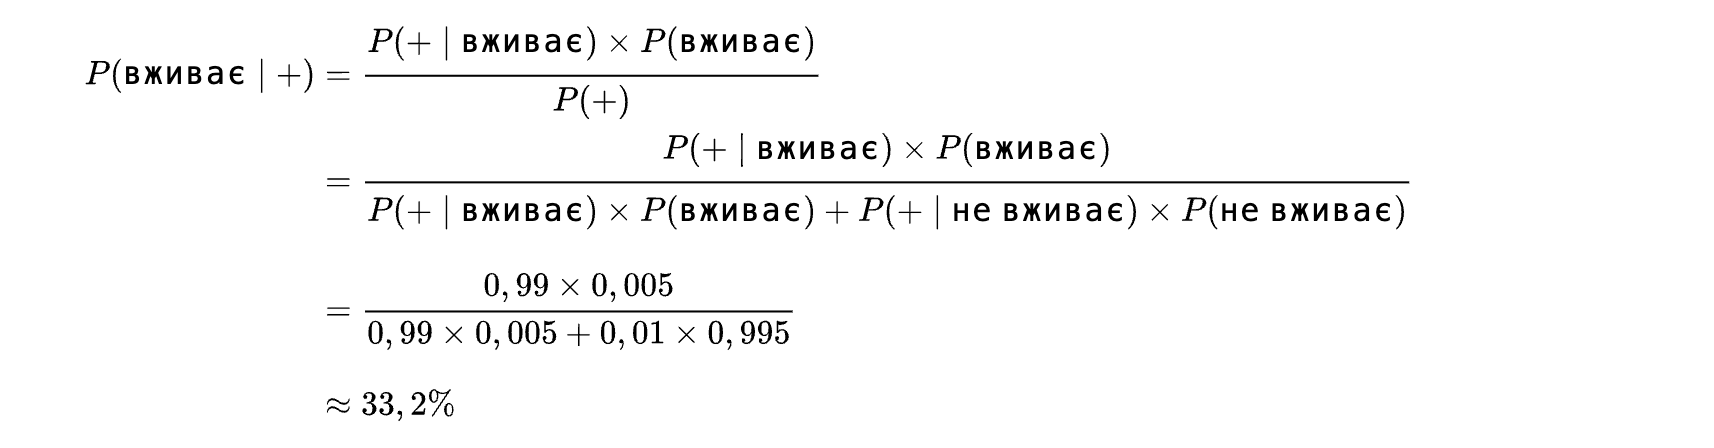 P(вживає | +) = P(+ | вживає) × P(вживає) / P(+)
= P(+ | вживає) × P(вживає) / P(+ | вживає) × P(вживає) + P(+ | не вживає) × P(не вживає)
= 0,99 × 0,005 / 0,99 × 0,005 + 0,01 × 0,995
≈ 33,2%